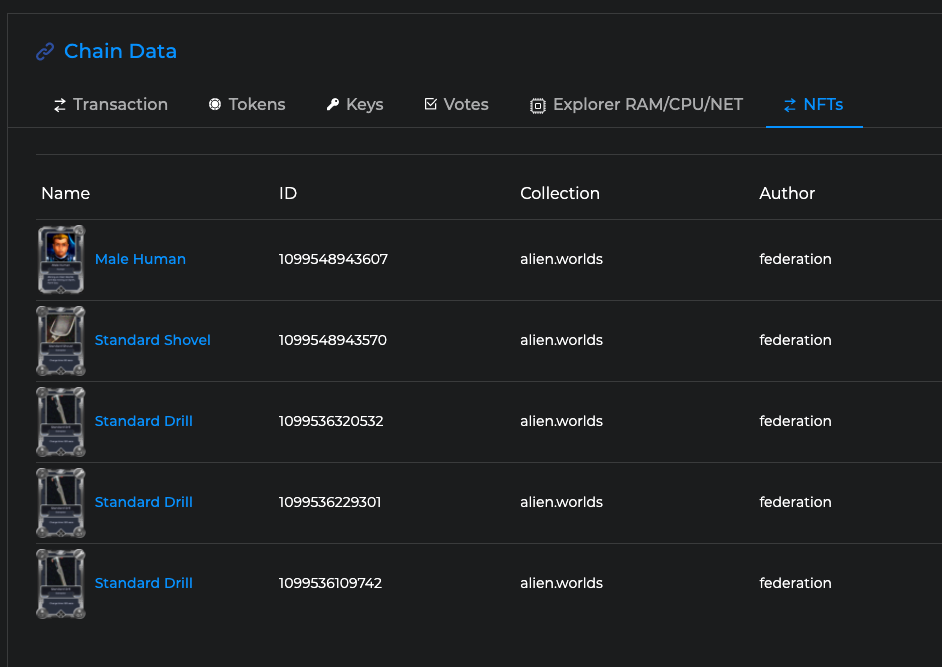 Chain Data
Transaction Tokens Keys Votes Explorer RAM/CPU/NET NFTs
Name ID Collection Author
Male Human 1099548943607 alien.worlds federation
Standard Shovel 1099548943570 alien.worlds federation
Standard Drill 1099536320532 alien.worlds federation
Standard Drill 1099536229301 alien.worlds federation
Standard Drill 1099536109742 alien.worlds federation